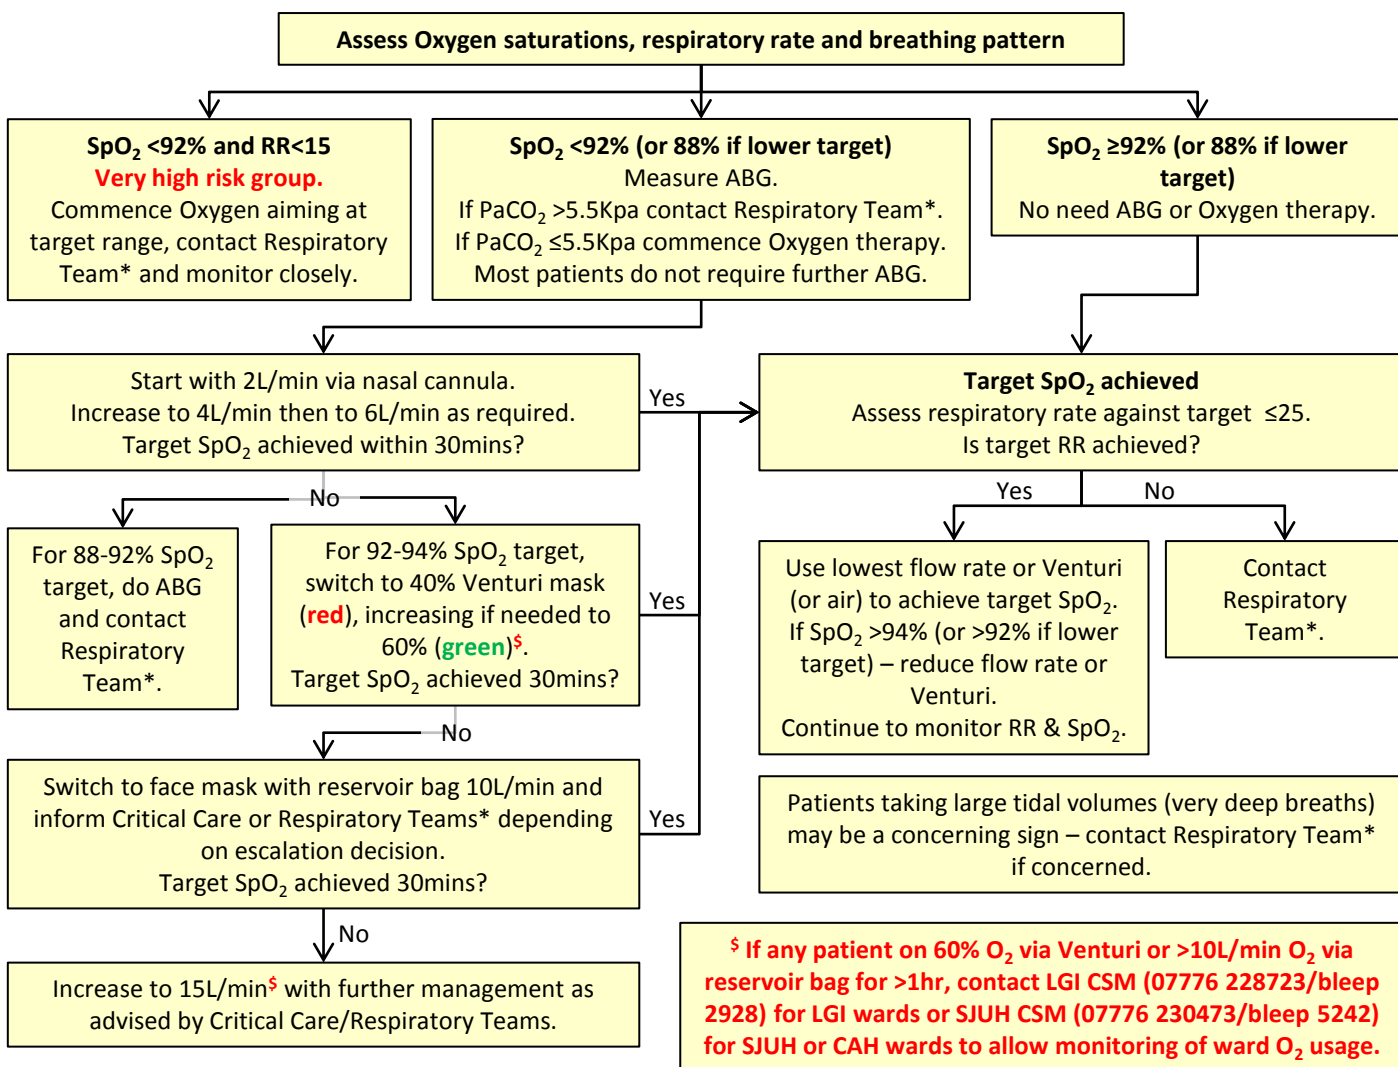 Assess Oxygen saturations, respiratory rate and breathing pattern
SpO₂ <92% and RR<15
Very high risk group.
Commence Oxygen aiming at
target range, contact Respiratory
Team* and monitor closely.
SpO₂ <92% (or 88% if lower target)
Measure ABG.
If PaCO₂ >5.5Kpa contact Respiratory Team*.
If PaCO₂ ≤5.5Kpa commence Oxygen therapy.
Most patients do not require further ABG.
SpO₂ ≥92% (or 88% if lower
target)
No need ABG or Oxygen therapy.
Start with 2L/min via nasal cannula.
Increase to 4L/min then to 6L/min as required.
Target SpO₂ achieved within 30mins?
Yes
Target SpO₂ achieved
Assess respiratory rate against target ≤25.
Is target RR achieved?
No
Yes
No
For 88-92% SpO₂
target, do ABG
and contact
Respiratory
Team*.
For 92-94% SpO₂ target,
switch to 40% Venturi mask
(red), increasing if needed to
60% (green)$.
Target SpO₂ achieved 30mins?
Yes
Use lowest flow rate or Venturi
(or air) to achieve target SpO₂.
If SpO₂ >94% (or >92% if lower
target) – reduce flow rate or
Venturi.
Continue to monitor RR & SpO₂.
Contact
Respiratory
Team*.
No
Switch to face mask with reservoir bag 10L/min and
inform Critical Care or Respiratory Teams* depending
on escalation decision.
Target SpO₂ achieved 30mins?
Yes
Patients taking large tidal volumes (very deep breaths)
may be a concerning sign – contact Respiratory Team*
if concerned.
No
Increase to 15L/min$ with further management as
advised by Critical Care/Respiratory Teams.
$ If any patient on 60% O₂ via Venturi or >10L/min O₂ via
reservoir bag for >1hr, contact LGI CSM (07776 228723/bleep
2928) for LGI wards or SJUH CSM (07776 230473/bleep 5242)
for SJUH or CAH wards to allow monitoring of ward O₂ usage.